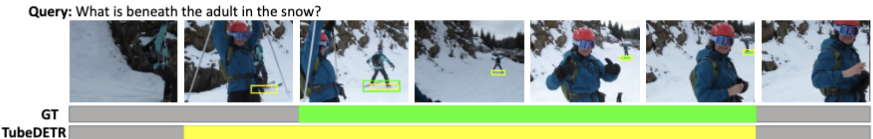 Query: What is beneath the adult in the snow?
GT
TubeDETR